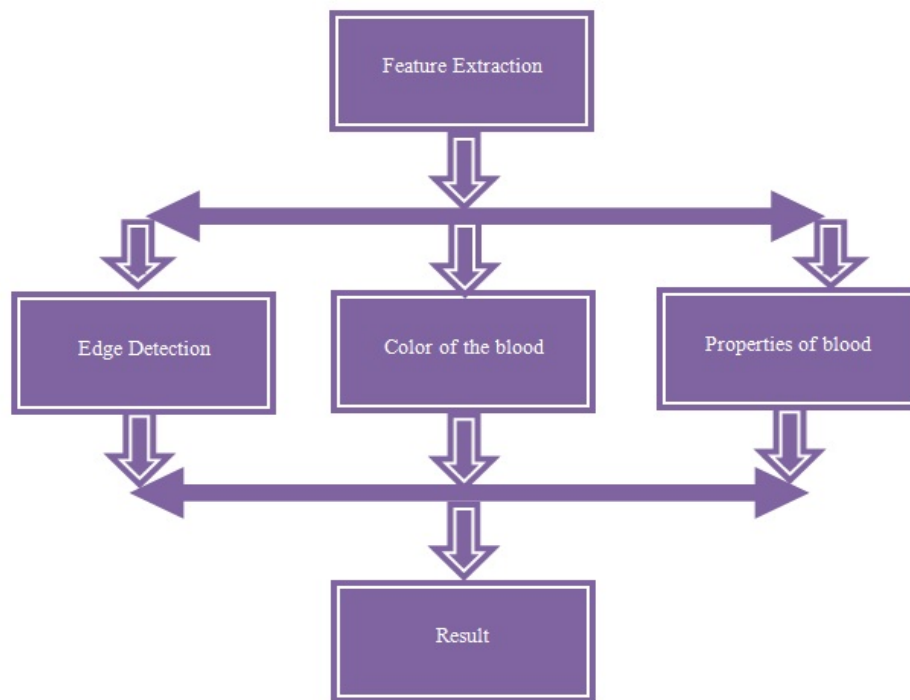 Feature Extraction
Edge Detection
Color of the blood
Properties of blood
Result